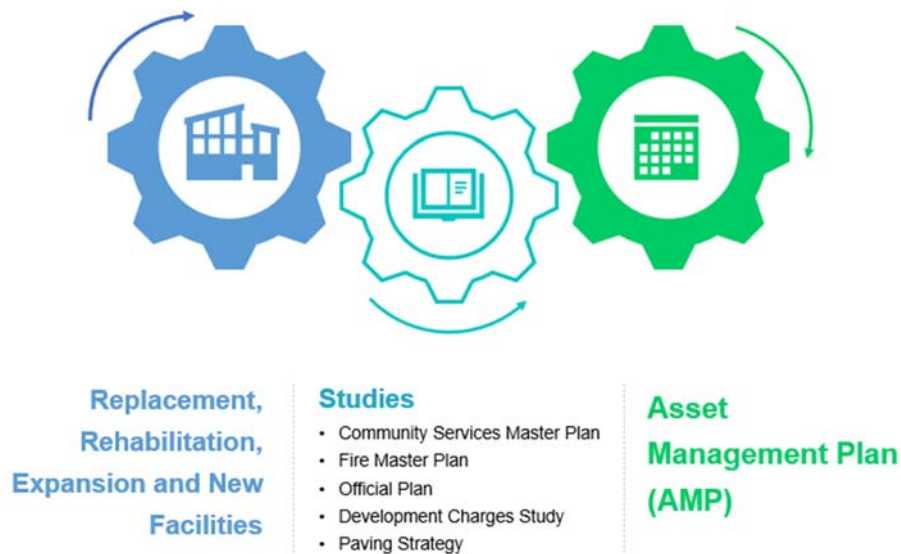 Replacement,
Rehabilitation,
Expansion and New
Facilities
Studies
• Community Services Master Plan
• Fire Master Plan
• Official Plan
• Development Charges Study
• Paving Strategy
Asset
Management Plan
(AMP)